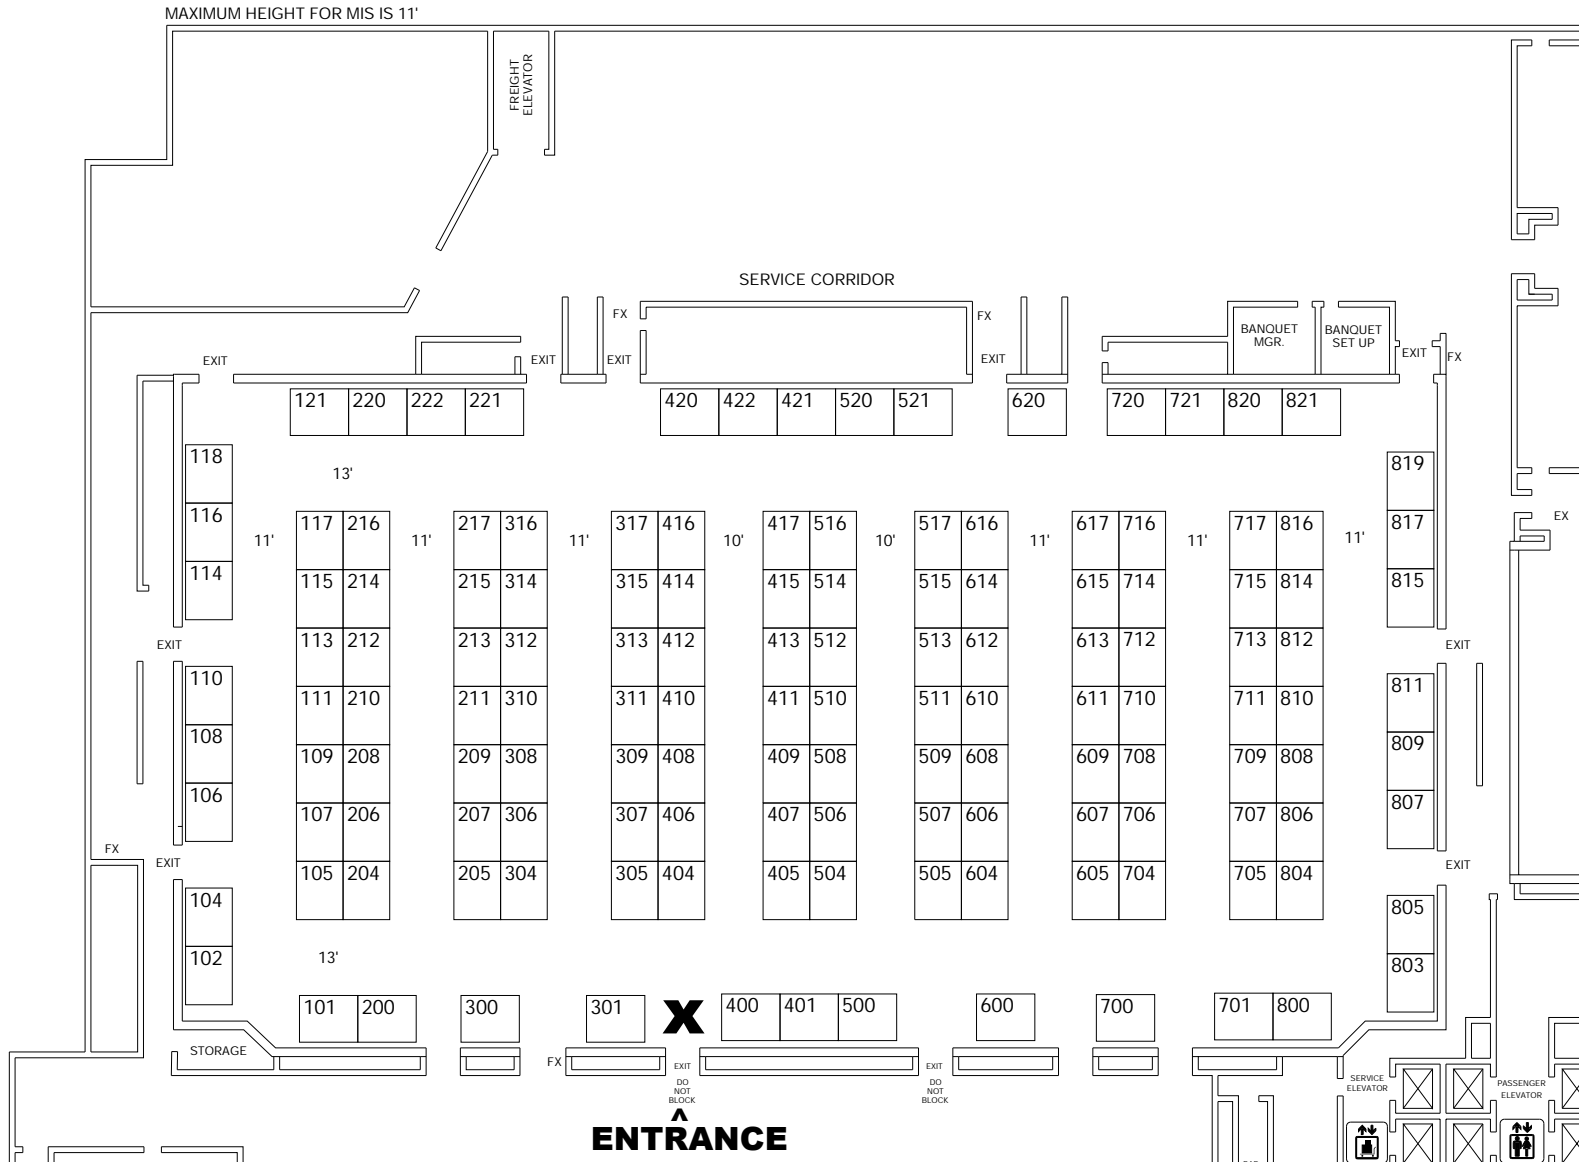 MAXIMUM HEIGHT FOR MIS IS 11'
FREIGHT
ELEVATOR
SERVICE CORRIDOR
FX
FX
BANQUET
MGR.
BANQUET
SET UP
EXIT
EXIT
EXIT
EXIT
EXIT
FX
121 220 222 221
420 422 421 520 521
620
720 721 820 821
118
13'
819
116
117 216
217 316
317 416
417 516
517 616
617 716
717 816
817
EX
11'
11'
11'
10'
10'
11'
11'
11'
114
115 214
215 314
315 414
415 514
515 614
615 714
715 814
815
EXIT
113 212
213 312
313 412
413 512
513 612
613 712
713 812
EXIT
110
111 210
211 310
311 410
411 510
511 610
611 710
711 810
811
108
109 208
209 308
309 408
409 508
509 608
609 708
709 808
809
106
107 206
207 306
307 406
407 506
507 606
607 706
707 806
807
FX
EXIT
105 204
205 304
305 404
405 504
505 604
605 704
705 804
EXIT
104
805
102
13'
803
101 200
300
301
X
400 401 500
600
700
701 800
STORAGE
FX
EXIT
DO
NOT
BLOCK
EXIT
DO
NOT
BLOCK
SERVICE
ELEVATOR
PASSENGER
ELEVATOR
ENTRANCE